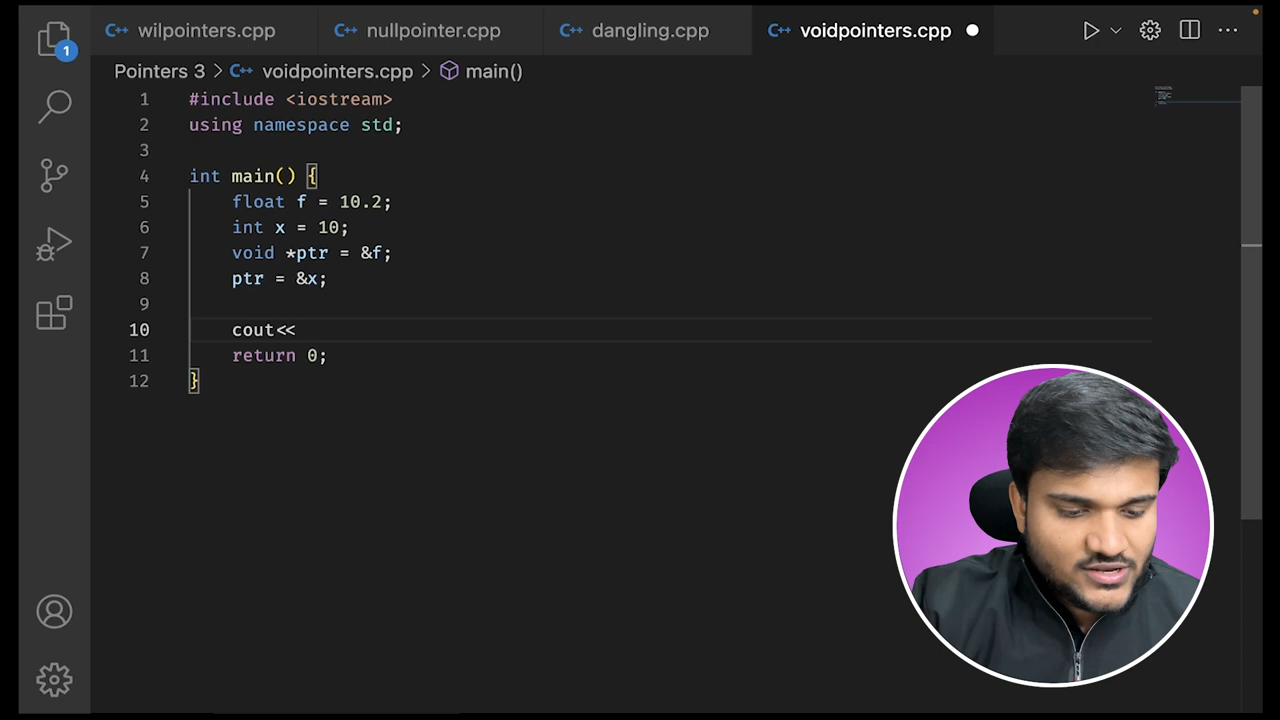 wilpointers.cpp nullpointer.cpp dangling.cpp voidpointers.cpp
1
Pointers 3 > voidpointers.cpp > main()
1 #include <iostream>
2 using namespace std;
3
4 int main() {
5 float f = 10.2;
6 int x = 10;
7 void *ptr = &f;
8 ptr = &x;
9
10 cout<<
11 return 0;
12 }